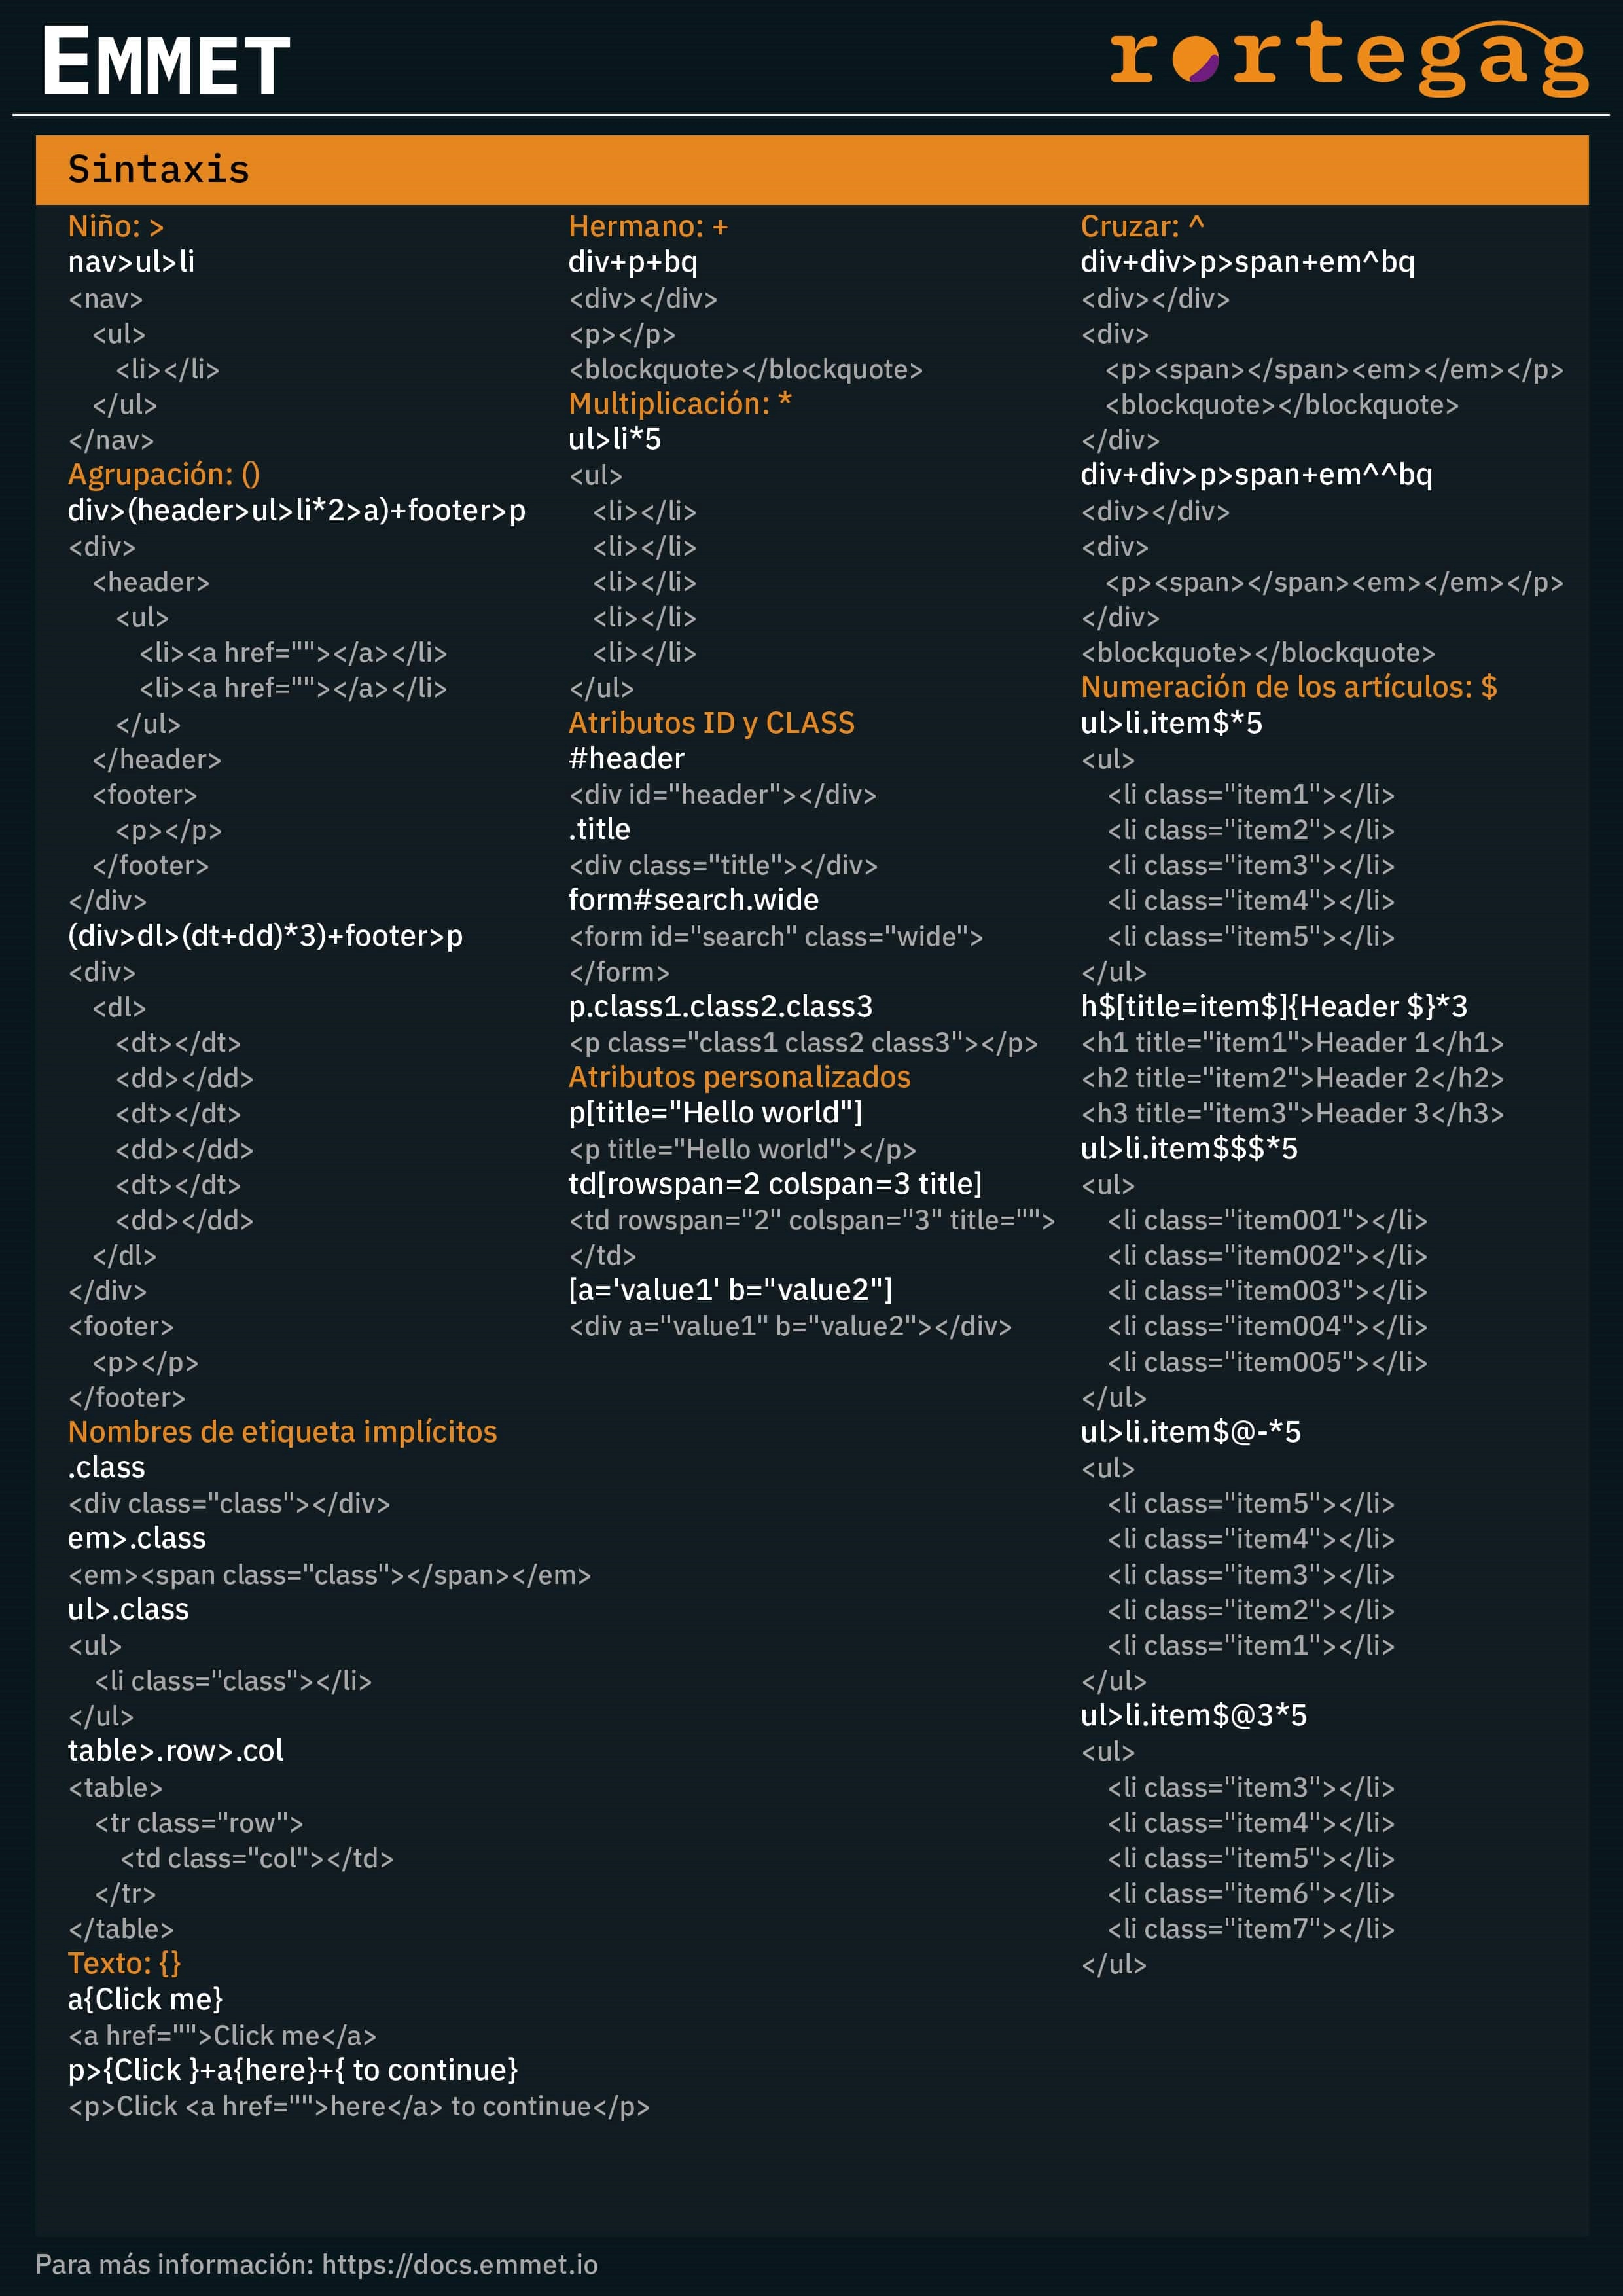 EMMET
rortegag
Sintaxis
Niño: >
nav>ul>li
<nav>
<ul>
<li></li>
</ul>
</nav>
Agrupación: ()
div>(header>ul>li*2>a)+footer>p
<div>
<header>
<ul>
<li><a href=""></a></li>
<li><a href=""></a></li>
</ul>
</header>
<footer>
<p></p>
</footer>
</div>
(div>dl>(dt+dd)*3)+footer>p
<div>
<dl>
<dt></dt>
<dd></dd>
<dt></dt>
<dd></dd>
<dt></dt>
<dd></dd>
</dl>
</div>
<footer>
<p></p>
</footer>
Nombres de etiqueta implícitos
.class
<div class="class"></div>
em>.class
<em><span class="class"></span></em>
ul>.class
<ul>
<li class="class"></li>
</ul>
table>.row>.col
<table>
<tr class="row">
<td class="col"></td>
</tr>
</table>
Texto: {}
a{Click me}
<a href="">Click me</a>
p>{Click }+a{here}+{ to continue}
<p>Click <a href="">here</a> to continue</p>
Hermano: +
div+p+bq
<div></div>
<p></p>
<blockquote></blockquote>
Multiplicación: *
ul>li*5
<ul>
<li></li>
<li></li>
<li></li>
<li></li>
<li></li>
</ul>
Atributos ID y CLASS
#header
<div id="header"></div>
.title
<div class="title"></div>
form#search.wide
<form id="search" class="wide">
</form>
p.class1.class2.class3
<p class="class1 class2 class3"></p>
Atributos personalizados
p[title="Hello world"]
<p title="Hello world"></p>
td[rowspan=2 colspan=3 title]
<td rowspan="2" colspan="3" title="">
</td>
[a='value1' b="value2"]
<div a="value1" b="value2"></div>
Cruzar: ^
div+div>p>span+em^bq
<div></div>
<div>
<p><span></span><em></em></p>
<blockquote></blockquote>
</div>
div+div>p>span+em^^bq
<div></div>
<div>
<p><span></span><em></em></p>
</div>
<blockquote></blockquote>
Numeración de los artículos: $
ul>li.item$*5
<ul>
<li class="item1"></li>
<li class="item2"></li>
<li class="item3"></li>
<li class="item4"></li>
<li class="item5"></li>
</ul>
h$[title=item$]{Header $}*3
<h1 title="item1">Header 1</h1>
<h2 title="item2">Header 2</h2>
<h3 title="item3">Header 3</h3>
ul>li.item$$$*5
<ul>
<li class="item001"></li>
<li class="item002"></li>
<li class="item003"></li>
<li class="item004"></li>
<li class="item005"></li>
</ul>
ul>li.item$@-*5
<ul>
<li class="item5"></li>
<li class="item4"></li>
<li class="item3"></li>
<li class="item2"></li>
<li class="item1"></li>
</ul>
ul>li.item$@3*5
<ul>
<li class="item3"></li>
<li class="item4"></li>
<li class="item5"></li>
<li class="item6"></li>
<li class="item7"></li>
</ul>
Para más información: https://docs.emmet.io